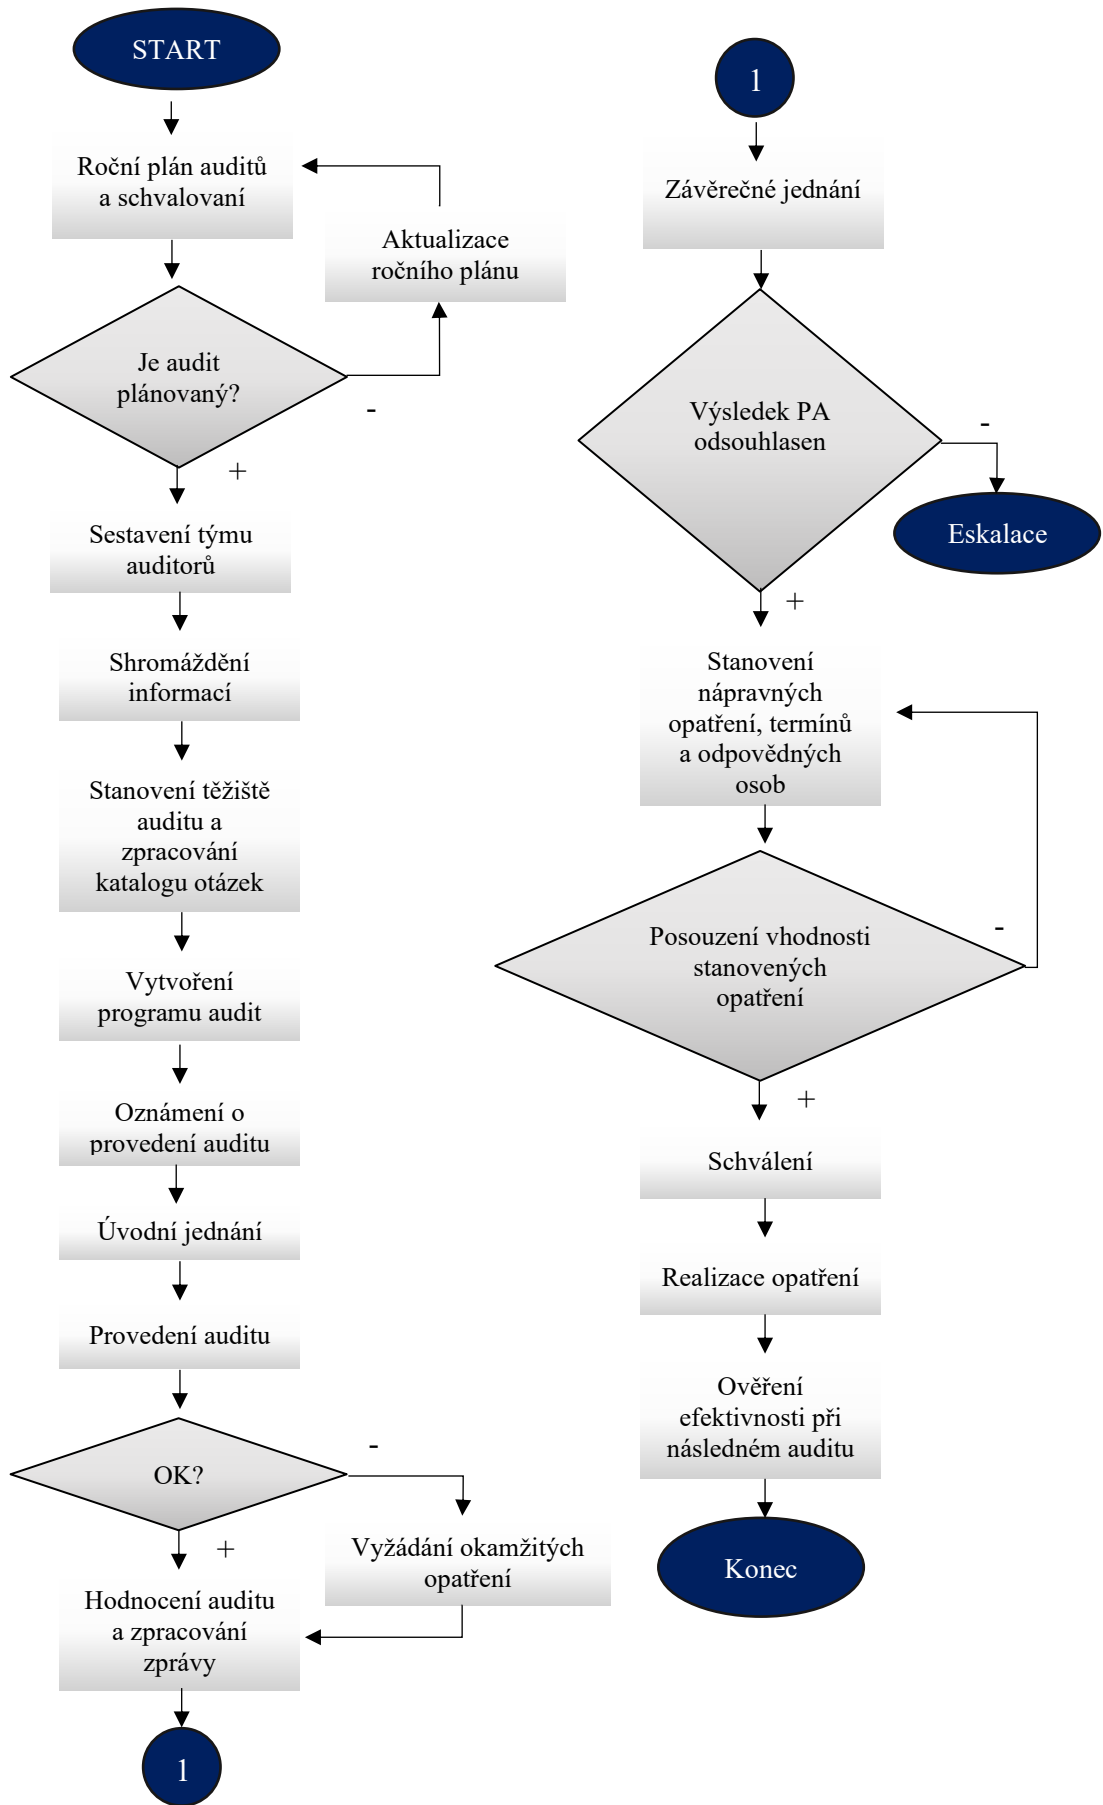 START
Roční plán auditů
a schvalovaní
Aktualizace
ročního plánu
Je audit
plánovaný?
-
+
Sestavení týmu
auditorů
Shromáždění
informací
Stanovení těžiště
auditu a
zpracování
katalogu otázek
Vytvoření
programu audit
Oznámení o
provedení auditu
Úvodní jednání
Provedení auditu
OK?
-
+
Vyžádání okamžitých
opatření
Hodnocení auditu
a zpracování
zprávy
1
1
Závěrečné jednání
Výsledek PA
odsouhlasen
-
Eskalace
+
Stanovení
nápravných
opatření, termínů
a odpovědných
osob
Posouzení vhodnosti
stanovených
opatření
-
+
Schválení
Realizace opatření
Ověření
efektivnosti při
následném auditu
Konec